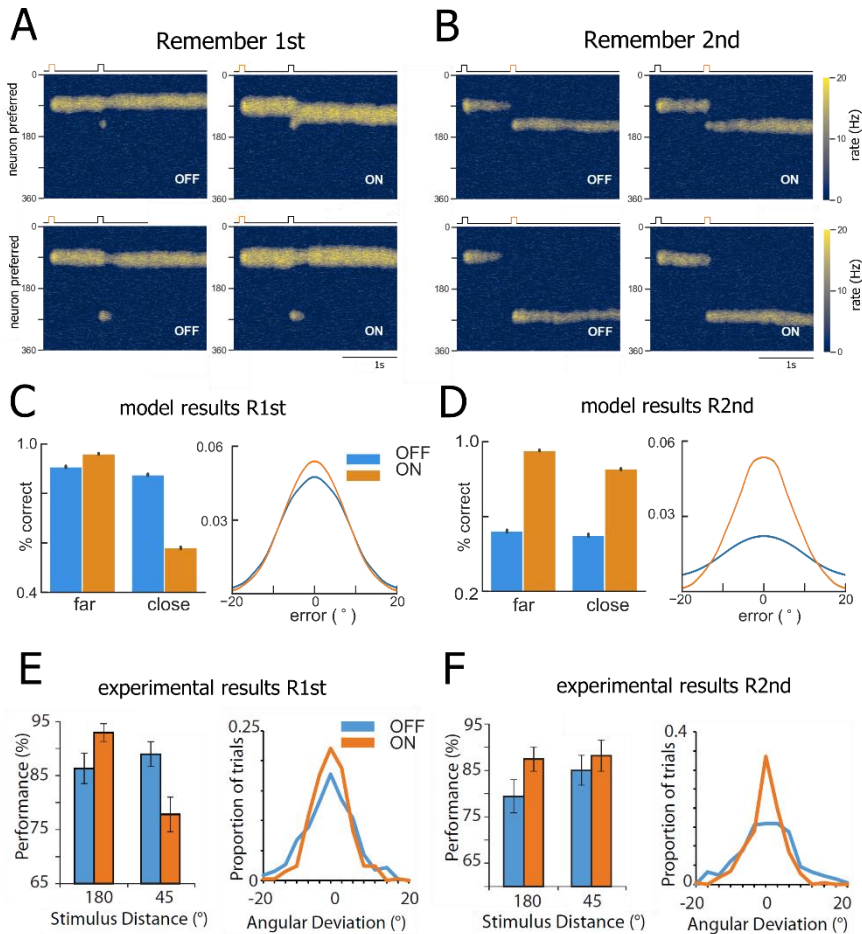 A
Remember 1st
B
Remember 2nd
neuron preferred
0
180
360
OFF
ON
0
180
360
OFF
ON
20
10
0
rate (Hz)
neuron preferred
0
180
360
OFF
ON
1s
0
180
360
OFF
ON
1s
20
10
0
rate (Hz)
C
model results R1st
D
model results R2nd
% correct
1.0
0.4
far
close
0.06
0.03
OFF
ON
−20
0
20
error ( ° )
% correct
1.0
0.2
far
close
0.06
0.03
−20
0
20
error ( ° )
E
experimental results R1st
F
experimental results R2nd
Performance (%)
95
85
75
65
180
45
Stimulus Distance (°)
Proportion of trials
0.25
0
OFF
ON
-20
0
20
Angular Deviation (°)
Performance (%)
95
85
75
65
180
45
Stimulus Distance (°)
Proportion of trials
0.4
0
-20
0
20
Angular Deviation (°)